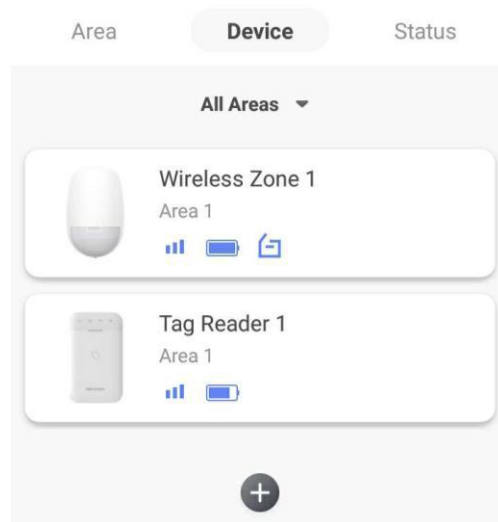 Area Device Status
All Areas
Wireless Zone 1
Area 1
Tag Reader 1
Area 1